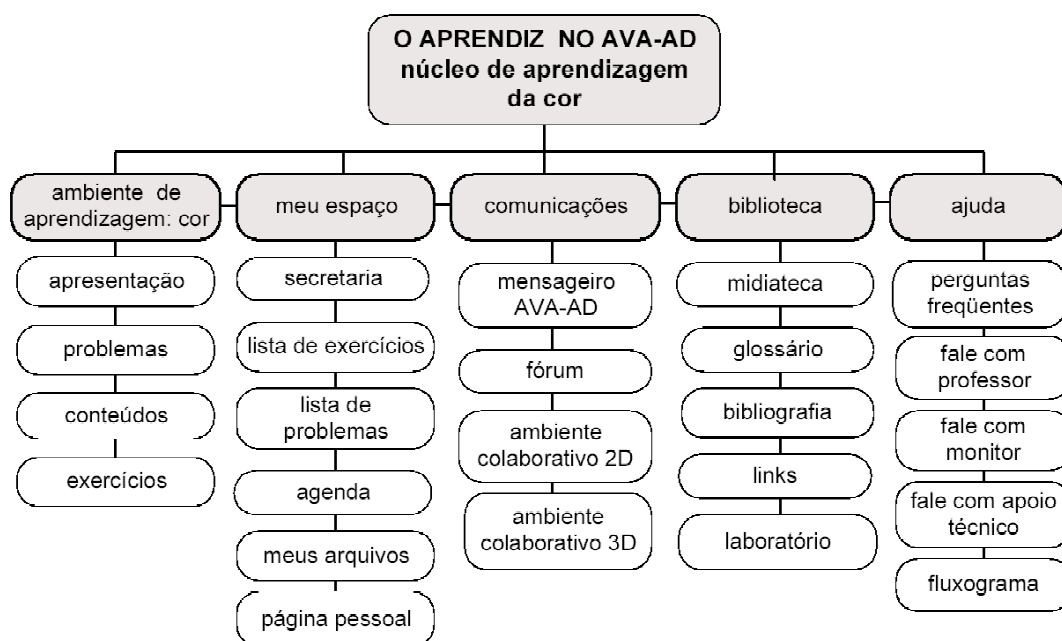 O APRENDIZ NO AVA-AD
núcleo de aprendizagem
da cor
ambiente de
aprendizagem: cor
apresentação
problemas
conteúdos
exercícios
meu espaço
secretaria
lista de exercícios
lista de
problemas
agenda
meus arquivos
página pessoal
comunicações
mensageiro
AVA-AD
fórum
ambiente
colaborativo 2D
ambiente
colaborativo 3D
biblioteca
midiateca
glossário
bibliografia
links
laboratório
ajuda
perguntas
freqüentes
fale com
professor
fale com
monitor
fale com apoio
técnico
fluxograma